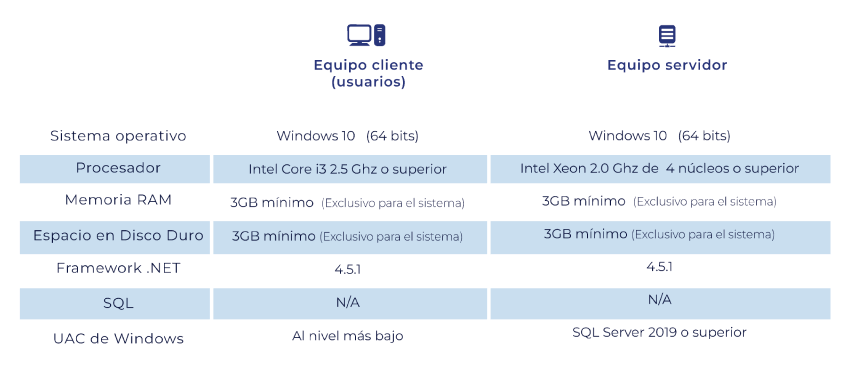 Equipo cliente
(usuarios)
Equipo servidor
Sistema operativo Windows 10 (64 bits) Windows 10 (64 bits)
Procesador Intel Core i3 2.5 Ghz o superior Intel Xeon 2.0 Ghz de 4 núcleos o superior
Memoria RAM 3GB mínimo (Exclusivo para el sistema) 3GB mínimo (Exclusivo para el sistema)
Espacio en Disco Duro 3GB mínimo (Exclusivo para el sistema) 3GB mínimo (Exclusivo para el sistema)
Framework .NET 4.5.1 4.5.1
SQL N/A N/A
UAC de Windows Al nivel más bajo SQL Server 2019 o superior